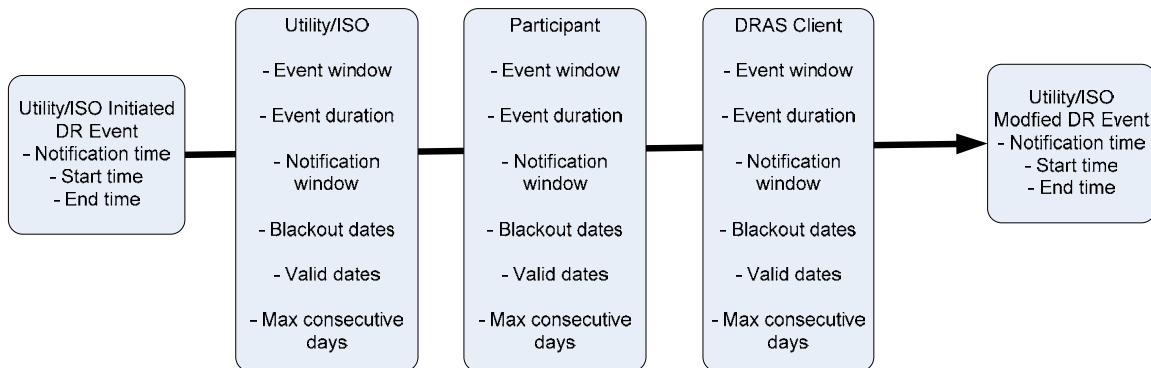 Utility/ISO Initiated
DR Event
- Notification time
- Start time
- End time
Utility/ISO
- Event window
- Event duration
- Notification
window
- Blackout dates
- Valid dates
- Max consecutive
days
Participant
- Event window
- Event duration
- Notification
window
- Blackout dates
- Valid dates
- Max consecutive
days
DRAS Client
- Event window
- Event duration
- Notification
window
- Blackout dates
- Valid dates
- Max consecutive
days
Utility/ISO
Modfied DR Event
- Notification time
- Start time
- End time